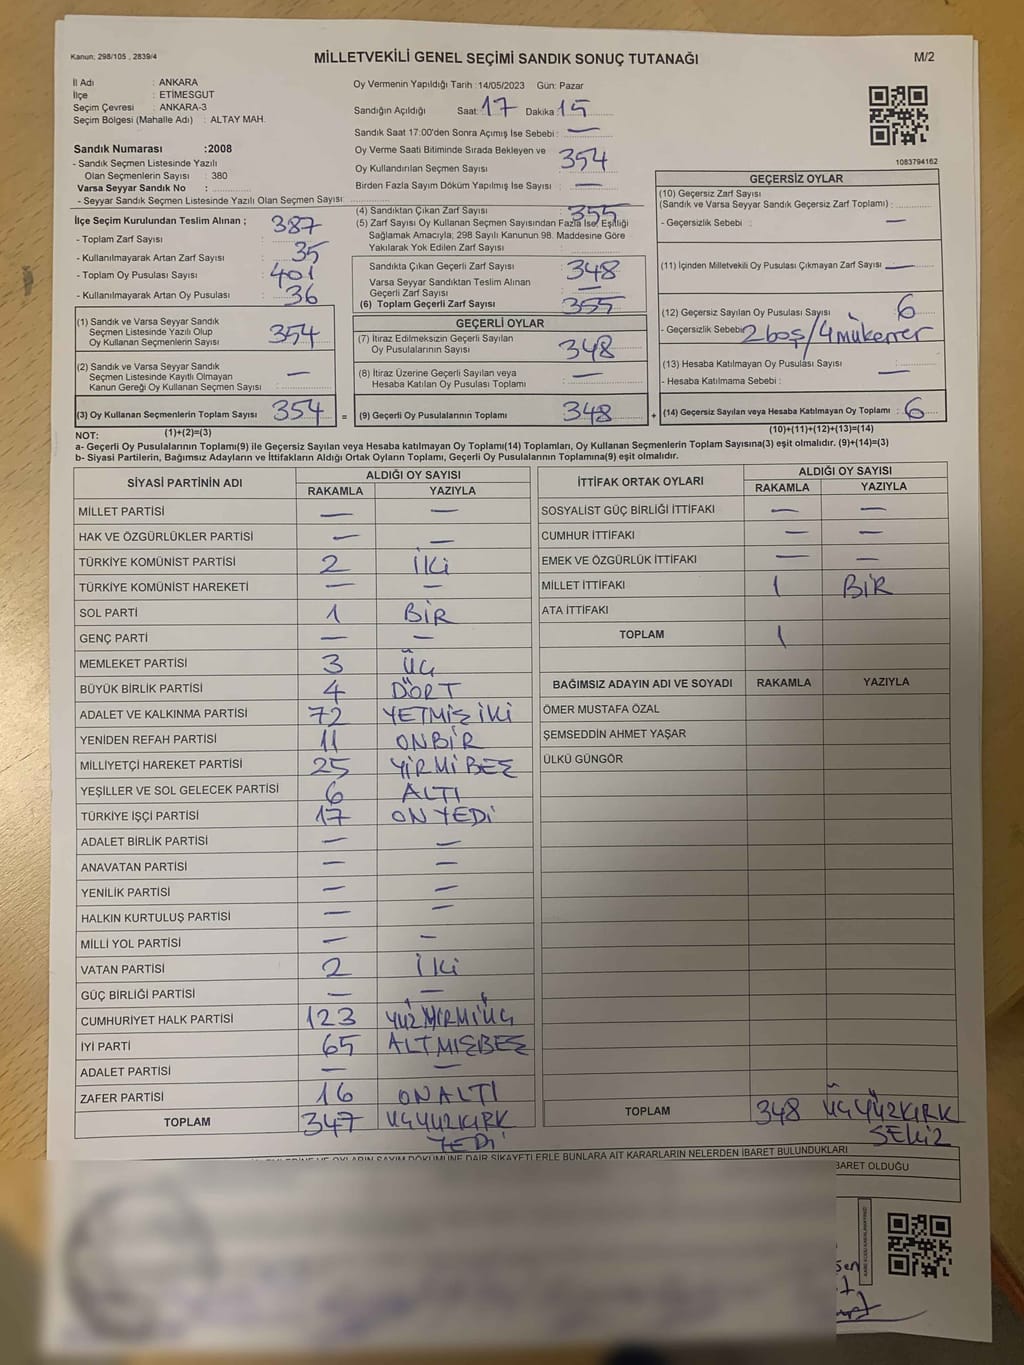 Kanun: 298/105 , 2839/4
MİLLETVEKİLİ GENEL SEÇİMİ SANDIK SONUÇ TUTANAĞI
M/2
İl Adı : ANKARA
İlçe : ETİMESGUT
Seçim Çevresi : ANKARA-3
Seçim Bölgesi (Mahalle Adı) : ALTAY MAH.
Sandık Numarası :2008
- Sandık Seçmen Listesinde Yazılı
Olan Seçmenlerin Sayısı : 380
Varsa Seyyar Sandık No :
- Seyyar Sandık Seçmen Listesinde Yazılı Olan Seçmen Sayısı:
Oy Vermenin Yapıldığı Tarih :14/05/2023 Gün: Pazar
Sandığın Açıldığı Saat: 17 Dakika: 15
Sandık Saat 17:00'den Sonra Açımış İse Sebebi : —
Oy Verme Saati Bitiminde Sırada Bekleyen ve
Oy Kullandırılan Seçmen Sayısı : 354
Birden Fazla Sayım Döküm Yapılmış İse Sayısı : —
1083794162
İlçe Seçim Kurulundan Teslim Alınan ;
- Toplam Zarf Sayısı : 387
- Kullanılmayarak Artan Zarf Sayısı : 35
- Toplam Oy Pusulası Sayısı : 401
- Kullanılmayarak Artan Oy Pusulası : 36
(4) Sandıktan Çıkan Zarf Sayısı : 355
(5) Zarf Sayısı Oy Kullanan Seçmen Sayısından Fazla İse, Eşitliği
Sağlamak Amacıyla; 298 Sayılı Kanunun 98. Maddesine Göre
Yakılarak Yok Edilen Zarf Sayısı :
Sandıkta Çıkan Geçerli Zarf Sayısı : 348
Varsa Seyyar Sandıktan Teslim Alınan
Geçerli Zarf Sayısı : —
(6) Toplam Geçerli Zarf Sayısı : 355
GEÇERSİZ OYLAR
(10) Geçersiz Zarf Sayısı
(Sandık ve Varsa Seyyar Sandık Geçersiz Zarf Toplamı) :
- Geçersizlik Sebebi : —
(11) İçinden Milletvekili Oy Pusulası Çıkmayan Zarf Sayısı : —
(12) Geçersiz Sayılan Oy Pusulası Sayısı : 6
- Geçersizlik Sebebi: 2 boş / 4 mükerrer
(13) Hesaba Katılmayan Oy Pusulası Sayısı : —
- Hesaba Katılmama Sebebi :
(14) Geçersiz Sayılan veya Hesaba Katılmayan Oy Toplamı : 6
(10)+(11)+(12)+(13)=(14)
(1) Sandık ve Varsa Seyyar Sandık
Seçmen Listesinde Yazılı Olup
Oy Kullanan Seçmenlerin Sayısı : 354
(2) Sandık ve Varsa Seyyar Sandık
Seçmen Listesinde Kayıtlı Olmayan
Kanun Gereği Oy Kullanan Seçmen Sayısı : —
(3) Oy Kullanan Seçmenlerin Toplam Sayısı : 354 =
(1)+(2)=(3)
GEÇERLİ OYLAR
(7) İtiraz Edilmeksizin Geçerli Sayılan
Oy Pusulalarının Sayısı : 348
(8) İtiraz Üzerine Geçerli Sayılan veya
Hesaba Katılan Oy Pusulası Toplamı : —
(9) Geçerli Oy Pusulalarının Toplamı : 348 +
NOT:
a- Geçerli Oy Pusulalarının Toplamı(9) ile Geçersiz Sayılan veya Hesaba katılmayan Oy Toplamı(14) Toplamları, Oy Kullanan Seçmenlerin Toplam Sayısına(3) eşit olmalıdır. (9)+(14)=(3)
b- Siyasi Partilerin, Bağımsız Adayların ve İttifakların Aldığı Ortak Oyların Toplamı, Geçerli Oy Pusulalarının Toplamına(9) eşit olmalıdır.
SİYASİ PARTİNİN ADI ALDIĞI OY SAYISI
RAKAMLA YAZIYLA
MİLLET PARTİSİ — —
HAK VE ÖZGÜRLÜKLER PARTİSİ — —
TÜRKİYE KOMÜNİST PARTİSİ 2 İKİ
TÜRKİYE KOMÜNİST HAREKETİ — —
SOL PARTİ 1 BİR
GENÇ PARTİ — —
MEMLEKET PARTİSİ 3 ÜÇ
BÜYÜK BİRLİK PARTİSİ 4 DÖRT
ADALET VE KALKINMA PARTİSİ 72 YETMİŞ İKİ
YENİDEN REFAH PARTİSİ 11 ONBİR
MİLLİYETÇİ HAREKET PARTİSİ 25 YİRMİBEŞ
YEŞİLLER VE SOL GELECEK PARTİSİ 6 ALTI
TÜRKİYE İŞÇİ PARTİSİ 17 ON YEDİ
ADALET BİRLİK PARTİSİ — —
ANAVATAN PARTİSİ — —
YENİLİK PARTİSİ — —
HALKIN KURTULUŞ PARTİSİ — —
MİLLİ YOL PARTİSİ — —
VATAN PARTİSİ 2 İKİ
GÜÇ BİRLİĞİ PARTİSİ — —
CUMHURİYET HALK PARTİSİ 123 YÜZYİRMİÜÇ
İYİ PARTİ 65 ALTMIŞBEŞ
ADALET PARTİSİ — —
ZAFER PARTİSİ 16 ONALTI
TOPLAM 347 ÜÇYÜZKIRK
YEDİ
İTTİFAK ORTAK OYLARI ALDIĞI OY SAYISI
RAKAMLA YAZIYLA
SOSYALİST GÜÇ BİRLİĞİ İTTİFAKI — —
CUMHUR İTTİFAKI — —
EMEK VE ÖZGÜRLÜK İTTİFAKI — —
MİLLET İTTİFAKI 1 BİR
ATA İTTİFAKI
TOPLAM 1
BAĞIMSIZ ADAYIN ADI VE SOYADI RAKAMLA YAZIYLA
ÖMER MUSTAFA ÖZAL
ŞEMSEDDİN AHMET YAŞAR
ÜLKÜ GÜNGÖR
TOPLAM 348 ÜÇYÜZKIRK
SEKİZ
OYLARIN SAYIM DÖKÜMÜNE DAİR ŞİKAYETLERLE BUNLARA AİT KARARLARIN NELERDEN İBARET BULUNDUKLARI
İBARET OLDUĞU